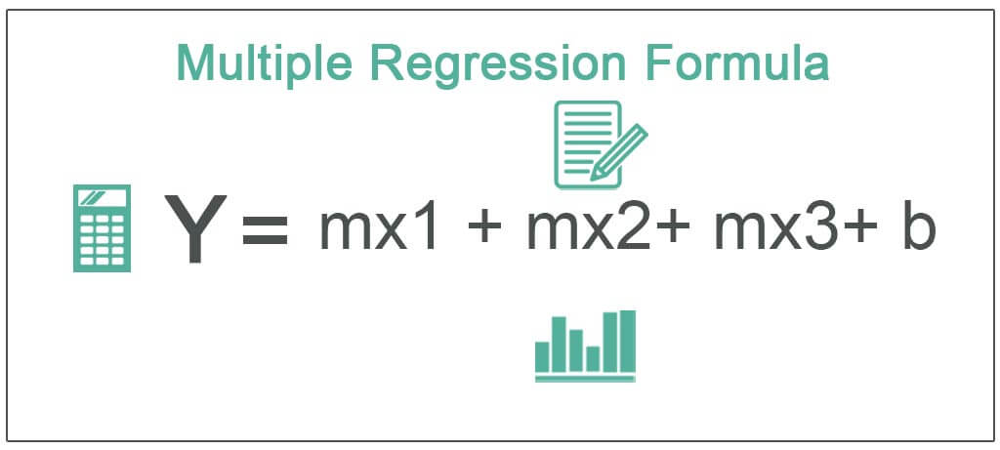 Multiple Regression Formula
Y = mx1 + mx2+ mx3+ b